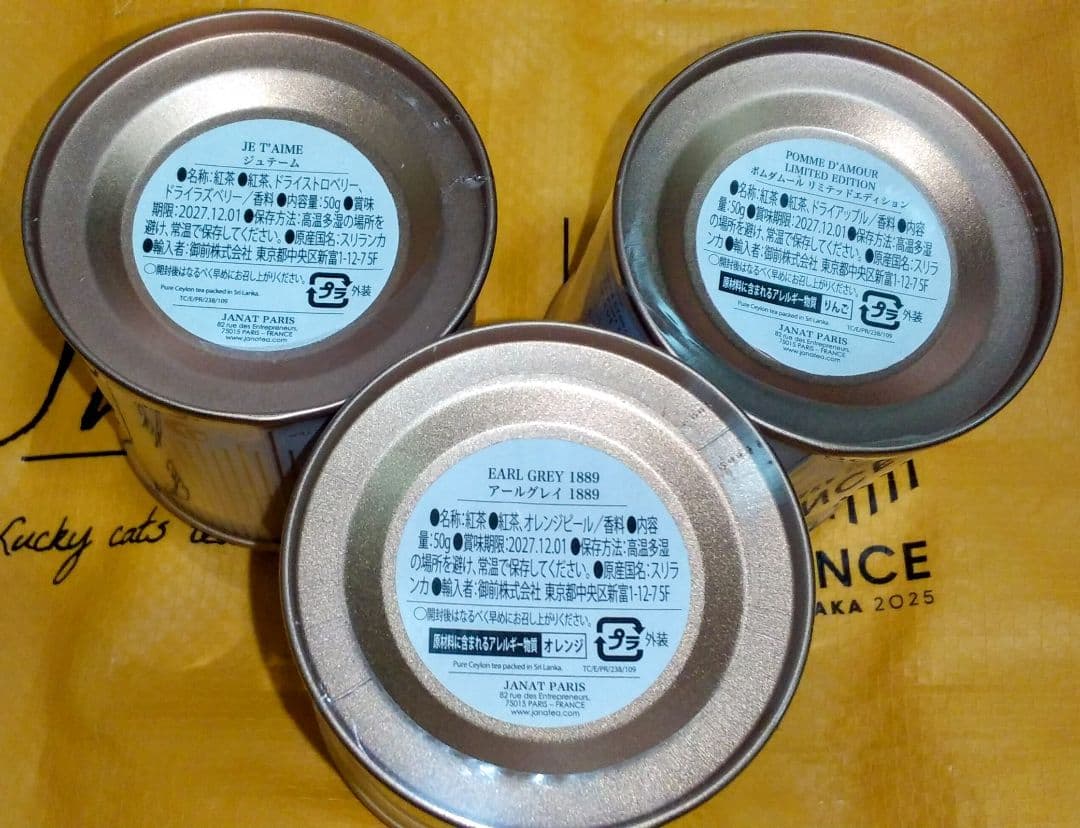 JE T'AIME
ジュテーム
●名称:紅茶 ●紅茶、ドライストロベリー、
ドライラズベリー/香料 ●内容量:50g ●賞味
期限:2027.12.01 ●保存方法:高温多湿の場所を
避け、常温で保存してください。●原産国名:スリランカ
●輸入者:御前株式会社 東京都中央区新富1-12-7 5F
○開封後はなるべく早めにお召し上がりください。
プラ 外装
Pure Ceylon tea packed in Sri Lanka.
TC/E/PR/238/109
JANAT PARIS
82 rue des Entrepreneurs,
75015 PARIS – FRANCE
www.janatea.com
POMME D'AMOUR
LIMITED EDITION
ポムダムール リミテッドエディション
●名称:紅茶 ●紅茶、ドライアップル/香料 ●内容
量:50g ●賞味期限:2027.12.01 ●保存方法:高温多湿
の場所を避け、常温で保存してください。●原産国名:スリラン
カ ●輸入者:御前株式会社 東京都中央区新富1-12-7 5F
○開封後はなるべく早めにお召し上がりください。
原材料に含まれるアレルギー物質 りんご プラ 外装
Pure Ceylon tea packed in Sri Lanka. TC/E/PR/238/109
JANAT PARIS
82 rue des Entrepreneurs,
75015 PARIS – FRANCE
www.janatea.com
EARL GREY 1889
アールグレイ 1889
●名称:紅茶 ●紅茶、オレンジピール/香料 ●内容
量:50g ●賞味期限:2027.12.01 ●保存方法:高温多湿
の場所を避け、常温で保存してください。●原産国名:スリラ
ンカ ●輸入者:御前株式会社 東京都中央区新富1-12-7 5F
○開封後はなるべく早めにお召し上がりください。
原材料に含まれるアレルギー物質 オレンジ プラ 外装
Pure Ceylon tea packed in Sri Lanka. TC/E/PR/238/109
JANAT PARIS
82 rue des Entrepreneurs,
75015 PARIS – FRANCE
www.janatea.com
Lucky cats
NCE
AKA 2025